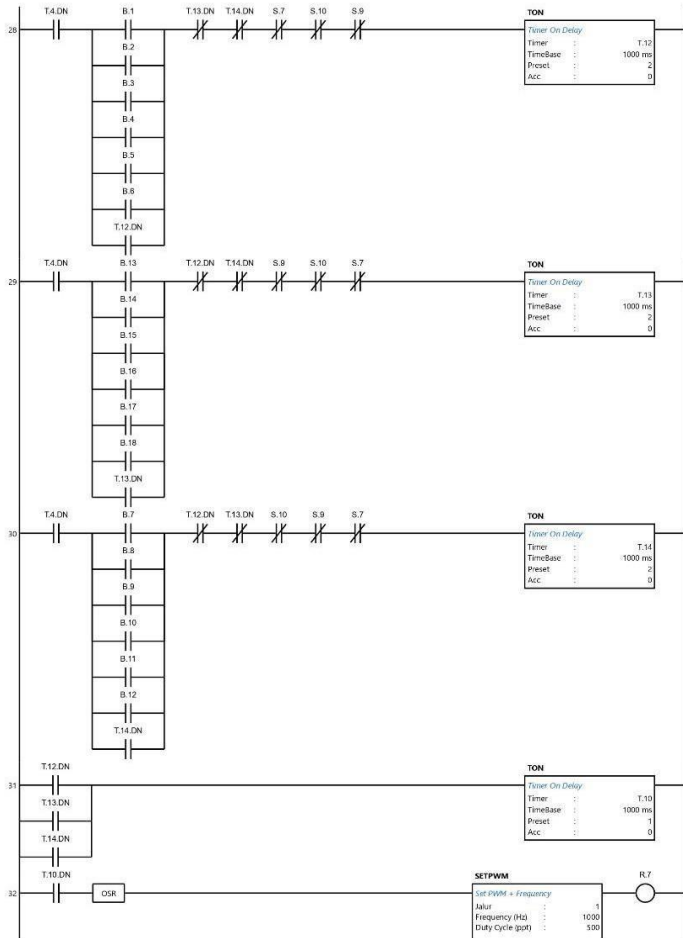 T.4.DN B.1 T.13.DN T.14.DN S.7 S.10 S.9 TON
28
Timer On Delay
Timer : T.12
TimeBase : 1000 ms
Preset : 2
Acc : 0
B.2
B.3
B.4
B.5
B.6
T.12.DN
T.4.DN B.13 T.12.DN T.14.DN S.9 S.10 S.7 TON
29
Timer On Delay
Timer : T.13
TimeBase : 1000 ms
Preset : 2
Acc : 0
B.14
B.15
B.16
B.17
B.18
T.13.DN
T.4.DN B.7 T.12.DN T.13.DN S.10 S.9 S.7 TON
30
Timer On Delay
Timer : T.14
TimeBase : 1000 ms
Preset : 2
Acc : 0
B.8
B.9
B.10
B.11
B.12
T.14.DN
T.12.DN TON
31
Timer On Delay
Timer : T.10
TimeBase : 1000 ms
Preset : 1
Acc : 0
T.13.DN
T.14.DN
T.10.DN SETPWM R.7
32 OSR
Set PWM + Frequency
Jalur : 1
Frequency (Hz) : 1000
Duty Cycle (ppt) : 500